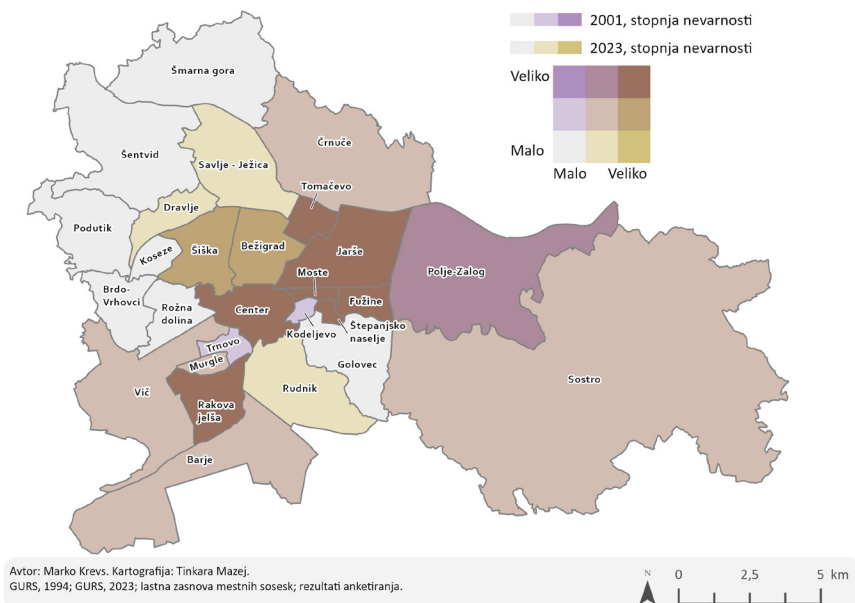 2001, stopnja nevarnosti
2023, stopnja nevarnosti
Veliko
Malo
Malo Veliko
Šmarna gora
Šentvid
Črnuče
Savlje - Ježica
Tomačevo
Dravlje
Podutik
Koseze
Šiška
Bežigrad
Jarše
Polje-Zalog
Moste
Brdo-
Vrhovci
Rožna
dolina
Center
Fužine
Štepanjsko
naselje
Kodeljevo
Trnovo
Murgle
Golovec
Vič
Rudnik
Sostro
Rakova
jelša
Barje
Avtor: Marko Krevs. Kartografija: Tinkara Mazej.
GURS, 1994; GURS, 2023; lastna zasnova mestnih sosesk; rezultati anketiranja.
N
0 2,5 5 km